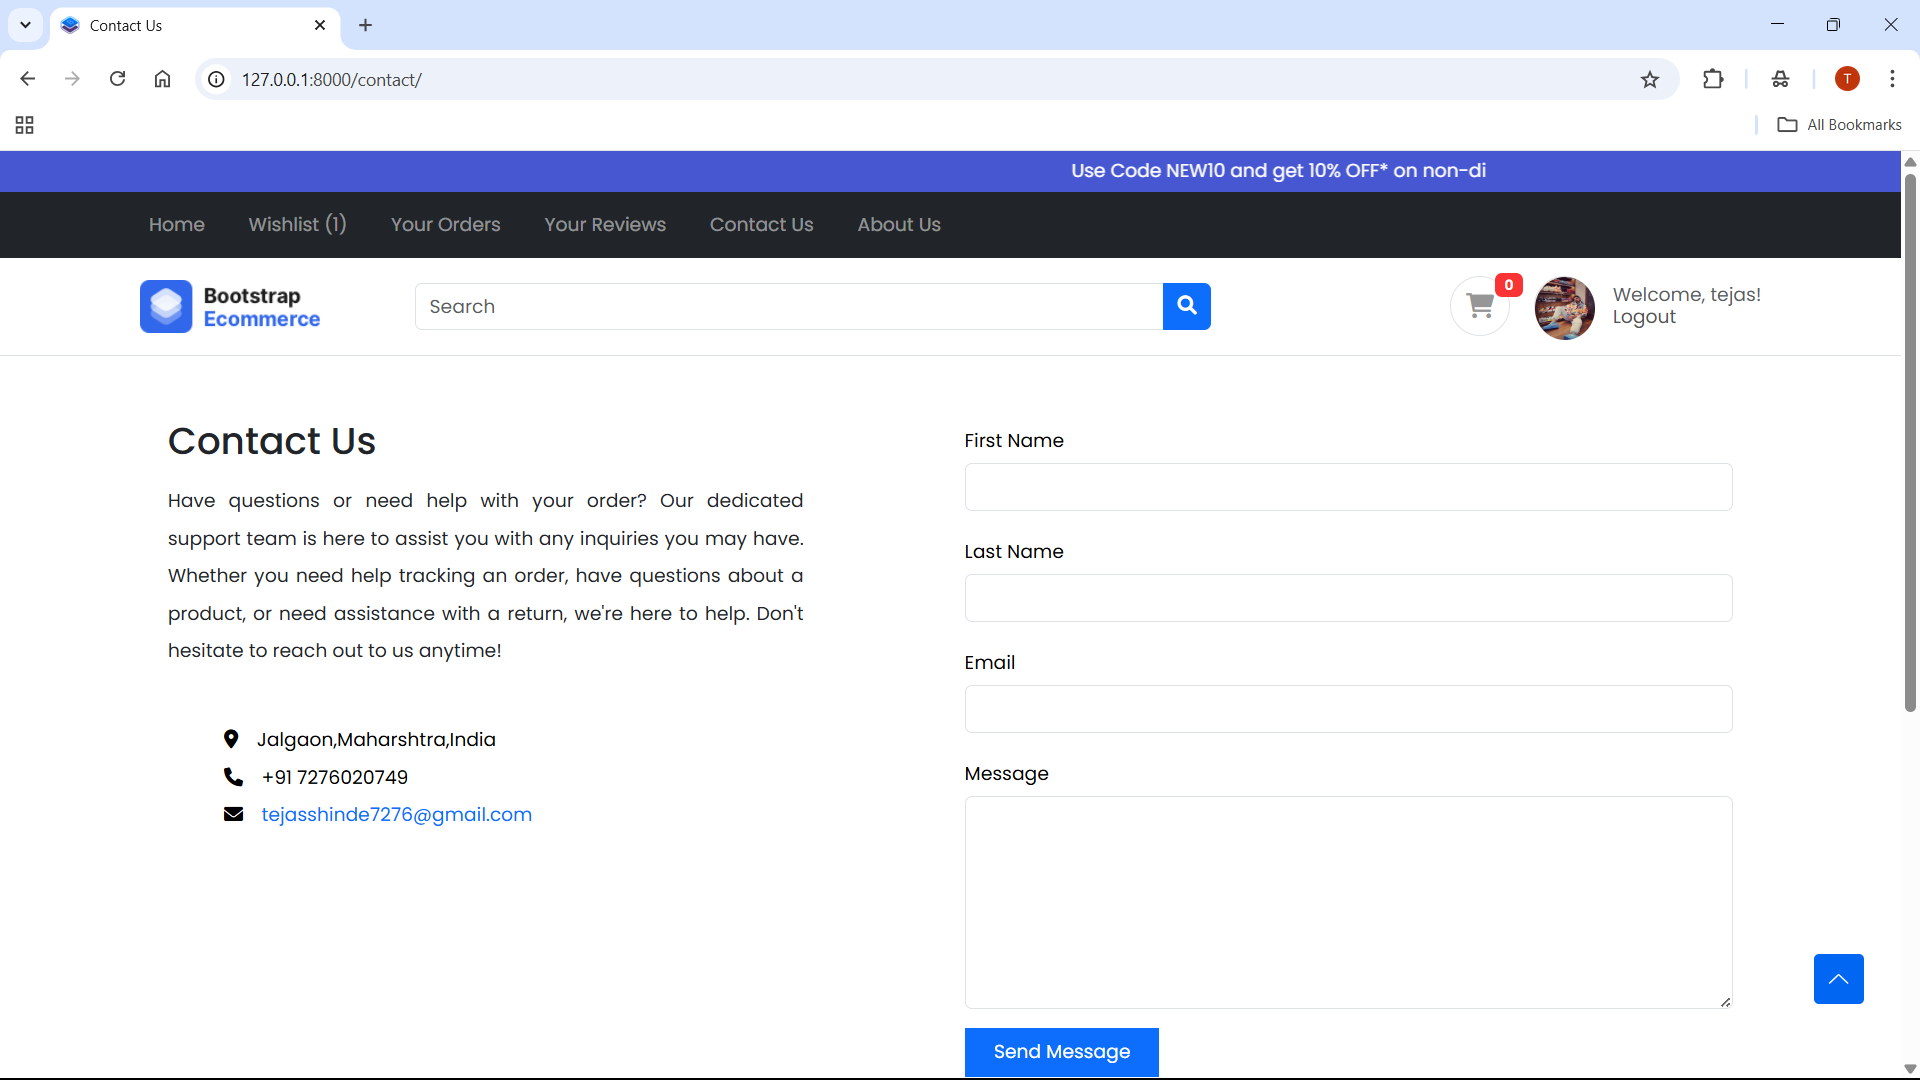 Contact Us
127.0.0.1:8000/contact/
T
All Bookmarks
Use Code NEW10 and get 10% OFF* on non-di
Home Wishlist (1) Your Orders Your Reviews Contact Us About Us
Bootstrap
Ecommerce
Search
0
Welcome, tejas!
Logout
Contact Us
Have questions or need help with your order? Our dedicated
support team is here to assist you with any inquiries you may have.
Whether you need help tracking an order, have questions about a
product, or need assistance with a return, we're here to help. Don't
hesitate to reach out to us anytime!
Jalgaon,Maharshtra,India
+91 7276020749
tejasshinde7276@gmail.com
First Name
Last Name
Email
Message
Send Message